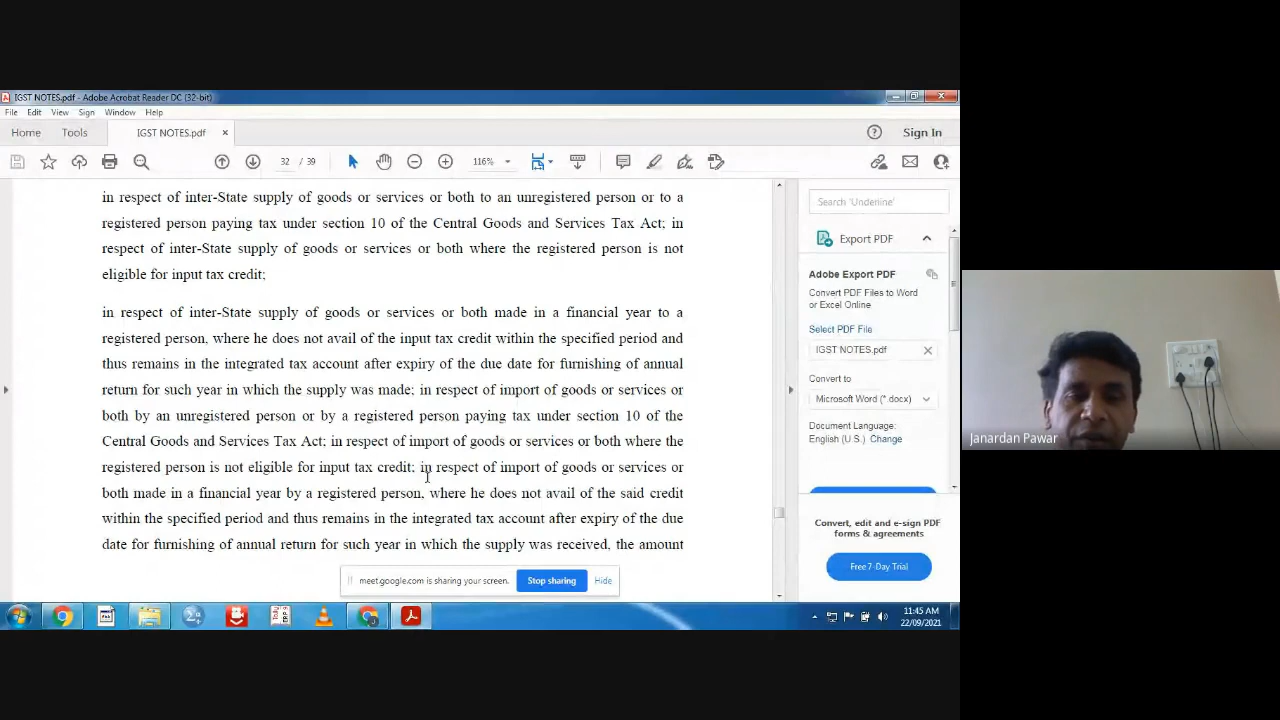 IGST NOTES.pdf - Adobe Acrobat Reader DC (32-bit)
File Edit View Sign Window Help
Home Tools IGST NOTES.pdf × Sign In
32 / 39 116%
in respect of inter-State supply of goods or services or both to an unregistered person or to a
registered person paying tax under section 10 of the Central Goods and Services Tax Act; in
respect of inter-State supply of goods or services or both where the registered person is not
eligible for input tax credit;
in respect of inter-State supply of goods or services or both made in a financial year to a
registered person, where he does not avail of the input tax credit within the specified period and
thus remains in the integrated tax account after expiry of the due date for furnishing of annual
return for such year in which the supply was made; in respect of import of goods or services or
both by an unregistered person or by a registered person paying tax under section 10 of the
Central Goods and Services Tax Act; in respect of import of goods or services or both where the
registered person is not eligible for input tax credit; in respect of import of goods or services or
both made in a financial year by a registered person, where he does not avail of the said credit
within the specified period and thus remains in the integrated tax account after expiry of the due
date for furnishing of annual return for such year in which the supply was received, the amount
Search 'Underline'
Export PDF
Adobe Export PDF
Convert PDF Files to Word
or Excel Online
Select PDF File
IGST NOTES.pdf
Convert to
Microsoft Word (*.docx)
Document Language:
English (U.S.) Change
Convert, edit and e-sign PDF
forms & agreements
Free 7-Day Trial
meet.google.com is sharing your screen. Stop sharing Hide
11:45 AM
22/09/2021
Janardan Pawar